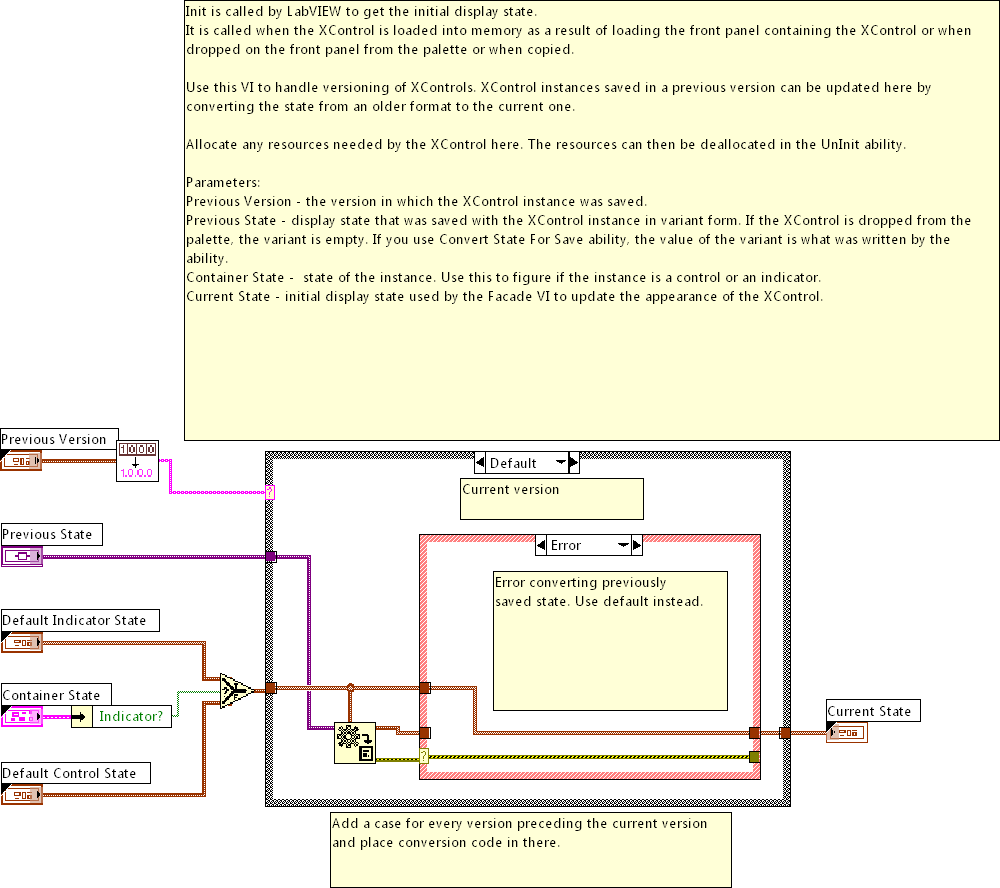 Init is called by LabVIEW to get the initial display state.
It is called when the XControl is loaded into memory as a result of loading the front panel containing the XControl or when
dropped on the front panel from the palette or when copied.
Use this VI to handle versioning of XControls. XControl instances saved in a previous version can be updated here by
converting the state from an older format to the current one.
Allocate any resources needed by the XControl here. The resources can then be deallocated in the UnInit ability.
Parameters:
Previous Version - the version in which the XControl instance was saved.
Previous State - display state that was saved with the XControl instance in variant form. If the XControl is dropped from the
palette, the variant is empty. If you use Convert State For Save ability, the value of the variant is what was written by the
ability.
Container State -  state of the instance. Use this to figure if the instance is a control or an indicator.
Current State - initial display state used by the Facade VI to update the appearance of the XControl.
Previous Version
1000
1.0.0.0
Default
?
Current version
Previous State
Error
Error converting previously
saved state. Use default instead.
Default Indicator State
Container State
Indicator?
?
Current State
?
Default Control State
Add a case for every version preceding the current version
and place conversion code in there.